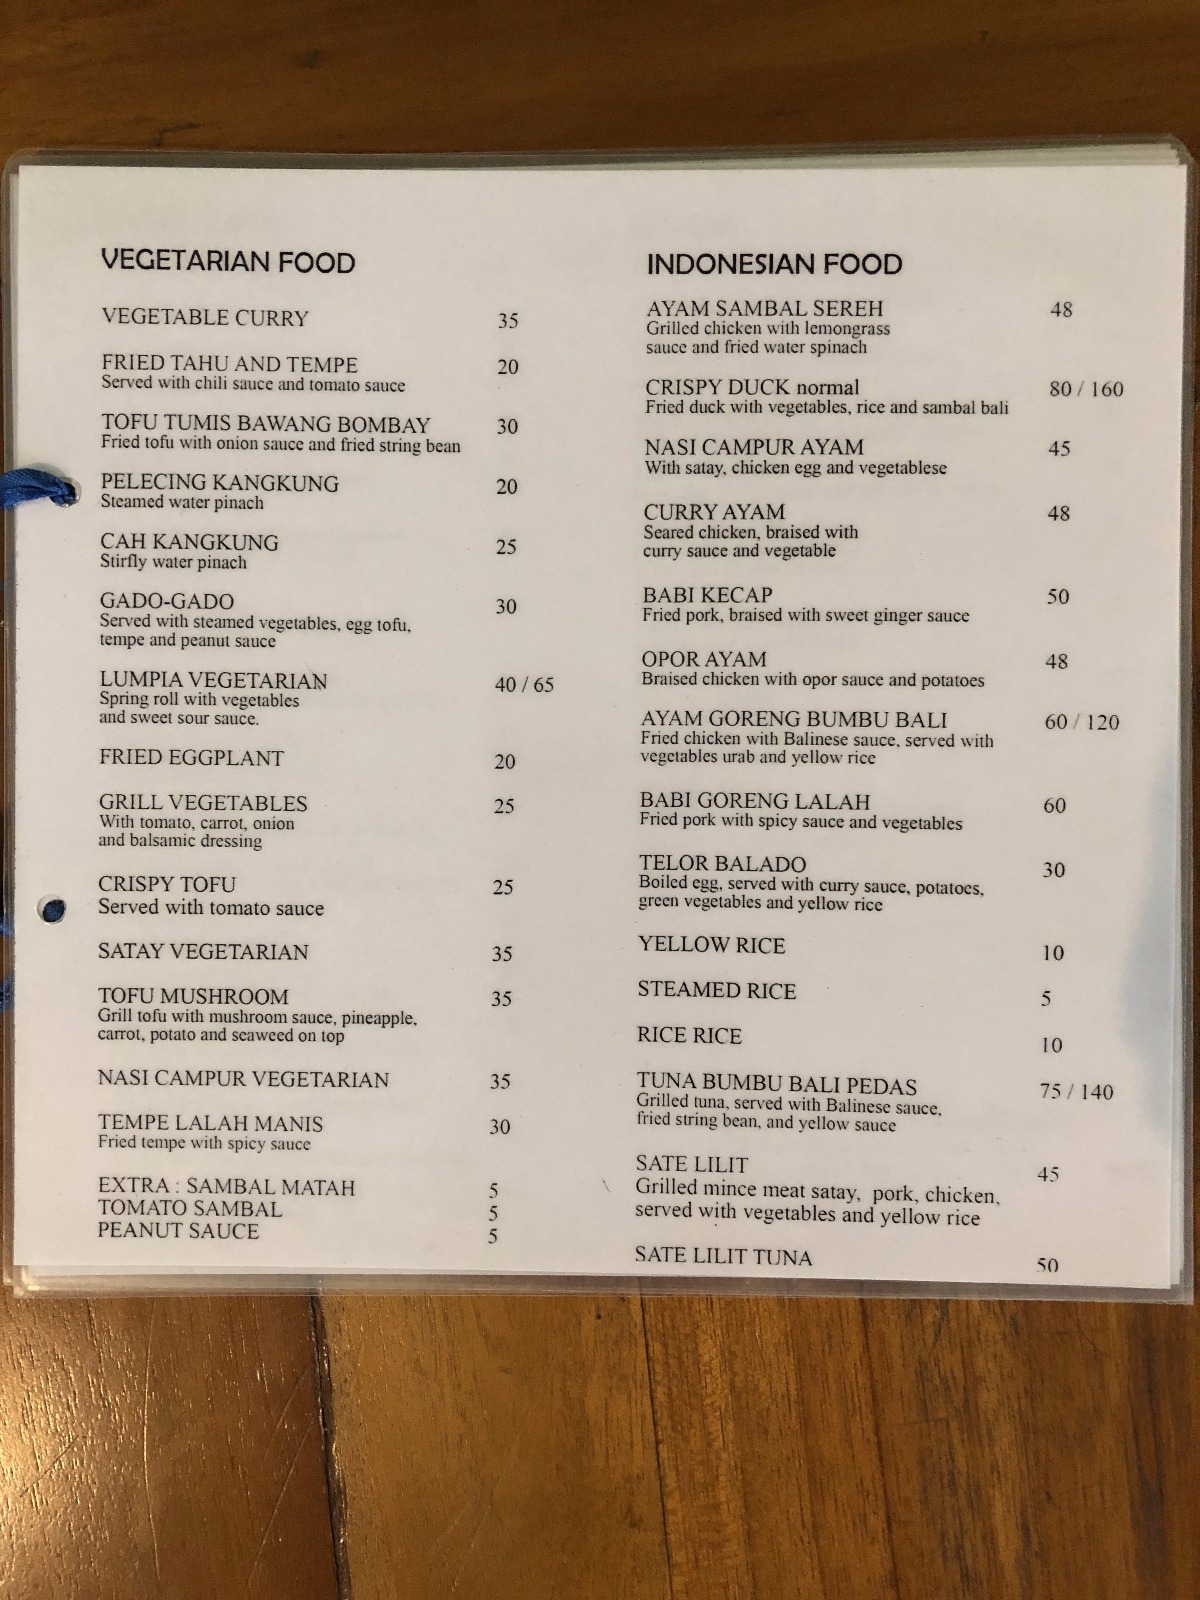 VEGETARIAN FOOD
VEGETABLE CURRY 35
FRIED TAHU AND TEMPE 20
Served with chili sauce and tomato sauce
TOFU TUMIS BAWANG BOMBAY 30
Fried tofu with onion sauce and fried string bean
PELECING KANGKUNG 20
Steamed water pinach
CAH KANGKUNG 25
Stirfly water pinach
GADO-GADO 30
Served with steamed vegetables, egg tofu,
tempe and peanut sauce
LUMPIA VEGETARIAN 40 / 65
Spring roll with vegetables
and sweet sour sauce.
FRIED EGGPLANT 20
GRILL VEGETABLES 25
With tomato, carrot, onion
and balsamic dressing
CRISPY TOFU 25
Served with tomato sauce
SATAY VEGETARIAN 35
TOFU MUSHROOM 35
Grill tofu with mushroom sauce, pineapple,
carrot, potato and seaweed on top
NASI CAMPUR VEGETARIAN 35
TEMPE LALAH MANIS 30
Fried tempe with spicy sauce
EXTRA : SAMBAL MATAH 5
TOMATO SAMBAL 5
PEANUT SAUCE 5
INDONESIAN FOOD
AYAM SAMBAL SEREH 48
Grilled chicken with lemongrass
sauce and fried water spinach
CRISPY DUCK normal 80 / 160
Fried duck with vegetables, rice and sambal bali
NASI CAMPUR AYAM 45
With satay, chicken egg and vegetablese
CURRY AYAM 48
Seared chicken, braised with
curry sauce and vegetable
BABI KECAP 50
Fried pork, braised with sweet ginger sauce
OPOR AYAM 48
Braised chicken with opor sauce and potatoes
AYAM GORENG BUMBU BALI 60 / 120
Fried chicken with Balinese sauce, served with
vegetables urab and yellow rice
BABI GORENG LALAH 60
Fried pork with spicy sauce and vegetables
TELOR BALADO 30
Boiled egg, served with curry sauce, potatoes,
green vegetables and yellow rice
YELLOW RICE 10
STEAMED RICE 5
RICE RICE 10
TUNA BUMBU BALI PEDAS 75 / 140
Grilled tuna, served with Balinese sauce,
fried string bean, and yellow sauce
SATE LILIT 45
Grilled mince meat satay, pork, chicken,
served with vegetables and yellow rice
SATE LILIT TUNA 50